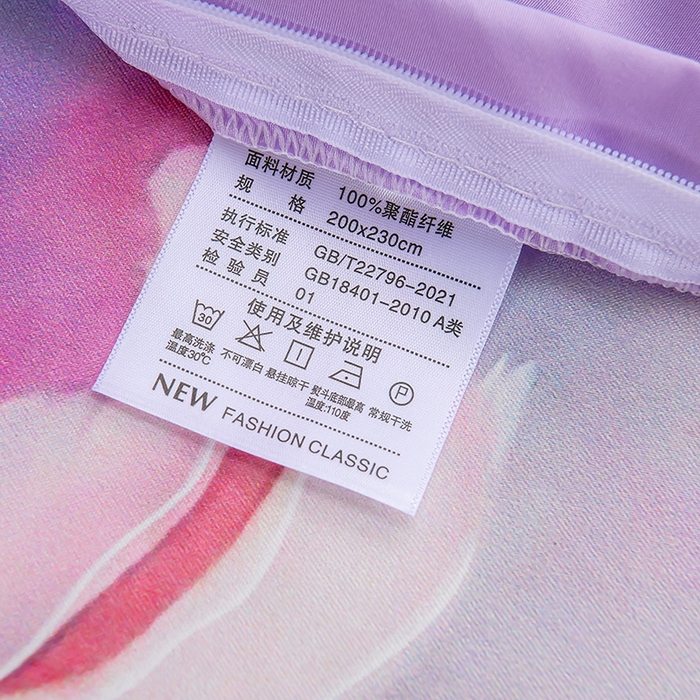 面料材质 100%聚酯纤维
规 格 200x230cm
执行标准 GB/T22796-2021
安全类别 GB18401-2010 A类
检验员 01
使用及维护说明
30 P
最高洗涤温度30℃ 不可漂白 悬挂晾干 熨斗底部最高温度:110度 常规干洗
NEW FASHION CLASSIC